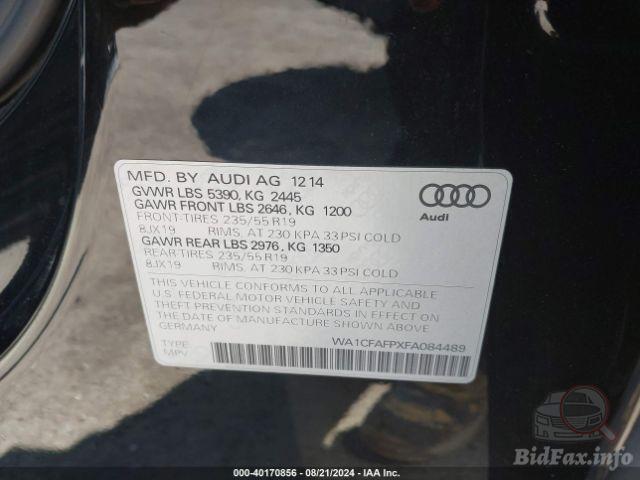 MFD. BY AUDI AG 12 14
GVWR LBS 5390, KG 2445
GAWR FRONT LBS 2646, KG 1200
FRONT-TIRES 235/55 R19
8JX19 RIMS, AT 230 KPA 33 PSI COLD
GAWR REAR LBS 2976, KG 1350
REAR-TIRES 235/55 R19
8JX19 RIMS, AT 230 KPA 33 PSI COLD
Audi
THIS VEHICLE CONFORMS TO ALL APPLICABLE
U.S. FEDERAL MOTOR VEHICLE SAFETY AND
THEFT PREVENTION STANDARDS IN EFFECT ON
THE DATE OF MANUFACTURE SHOWN ABOVE.
GERMANY
WA1CFAFPXFA084489
TYPE:
MPV
000-40170856 - 08/21/2024 - IAA Inc.
BidFax.info